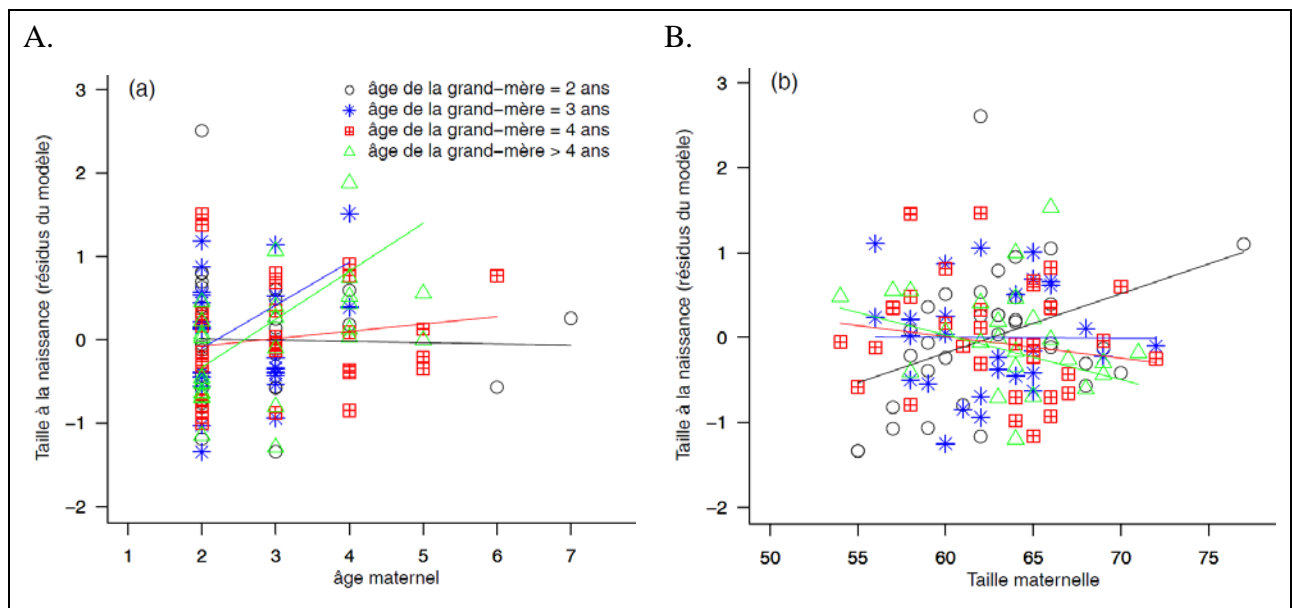 A.
(a)
âge de la grand−mère = 2 ans
âge de la grand−mère = 3 ans
âge de la grand−mère = 4 ans
âge de la grand−mère > 4 ans
Taille à la naissance (résidus du modèle)
3
2
1
0
−1
−2
1 2 3 4 5 6 7
âge maternel
B.
(b)
Taille à la naissance (résidus du modèle)
3
2
1
0
−1
−2
50 55 60 65 70 75
Taille maternelle